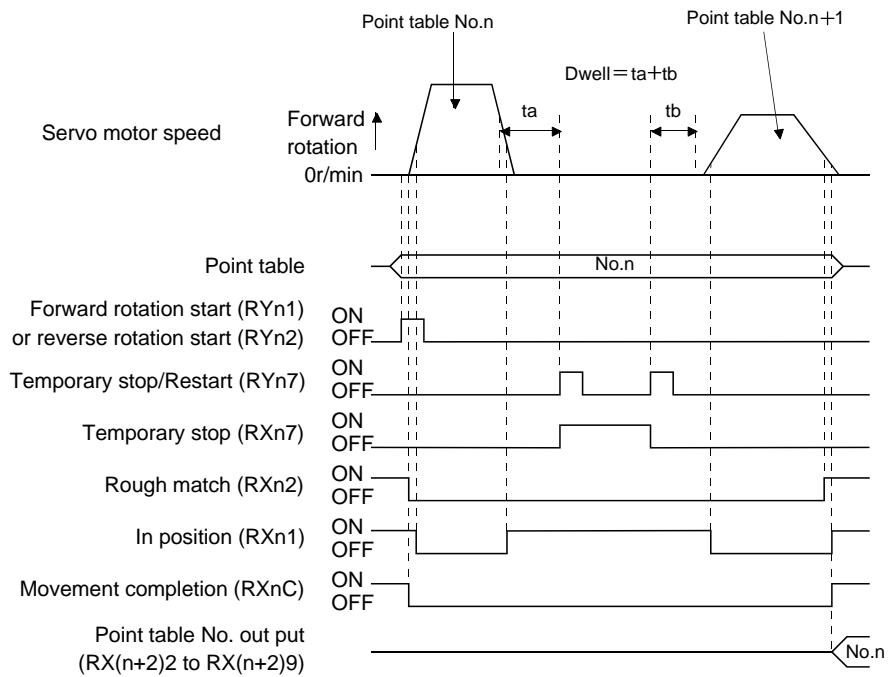 Point table No.n
Point table No.n+1
Dwell=ta+tb
ta
tb
Servo motor speed
Forward
rotation
0r/min
Point table
No.n
Forward rotation start (RYn1)
or reverse rotation start (RYn2)
ON
OFF
Temporary stop/Restart (RYn7)
ON
OFF
Temporary stop (RXn7)
ON
OFF
Rough match (RXn2)
ON
OFF
In position (RXn1)
ON
OFF
Movement completion (RXnC)
ON
OFF
Point table No. out put
(RX(n+2)2 to RX(n+2)9)
No.n